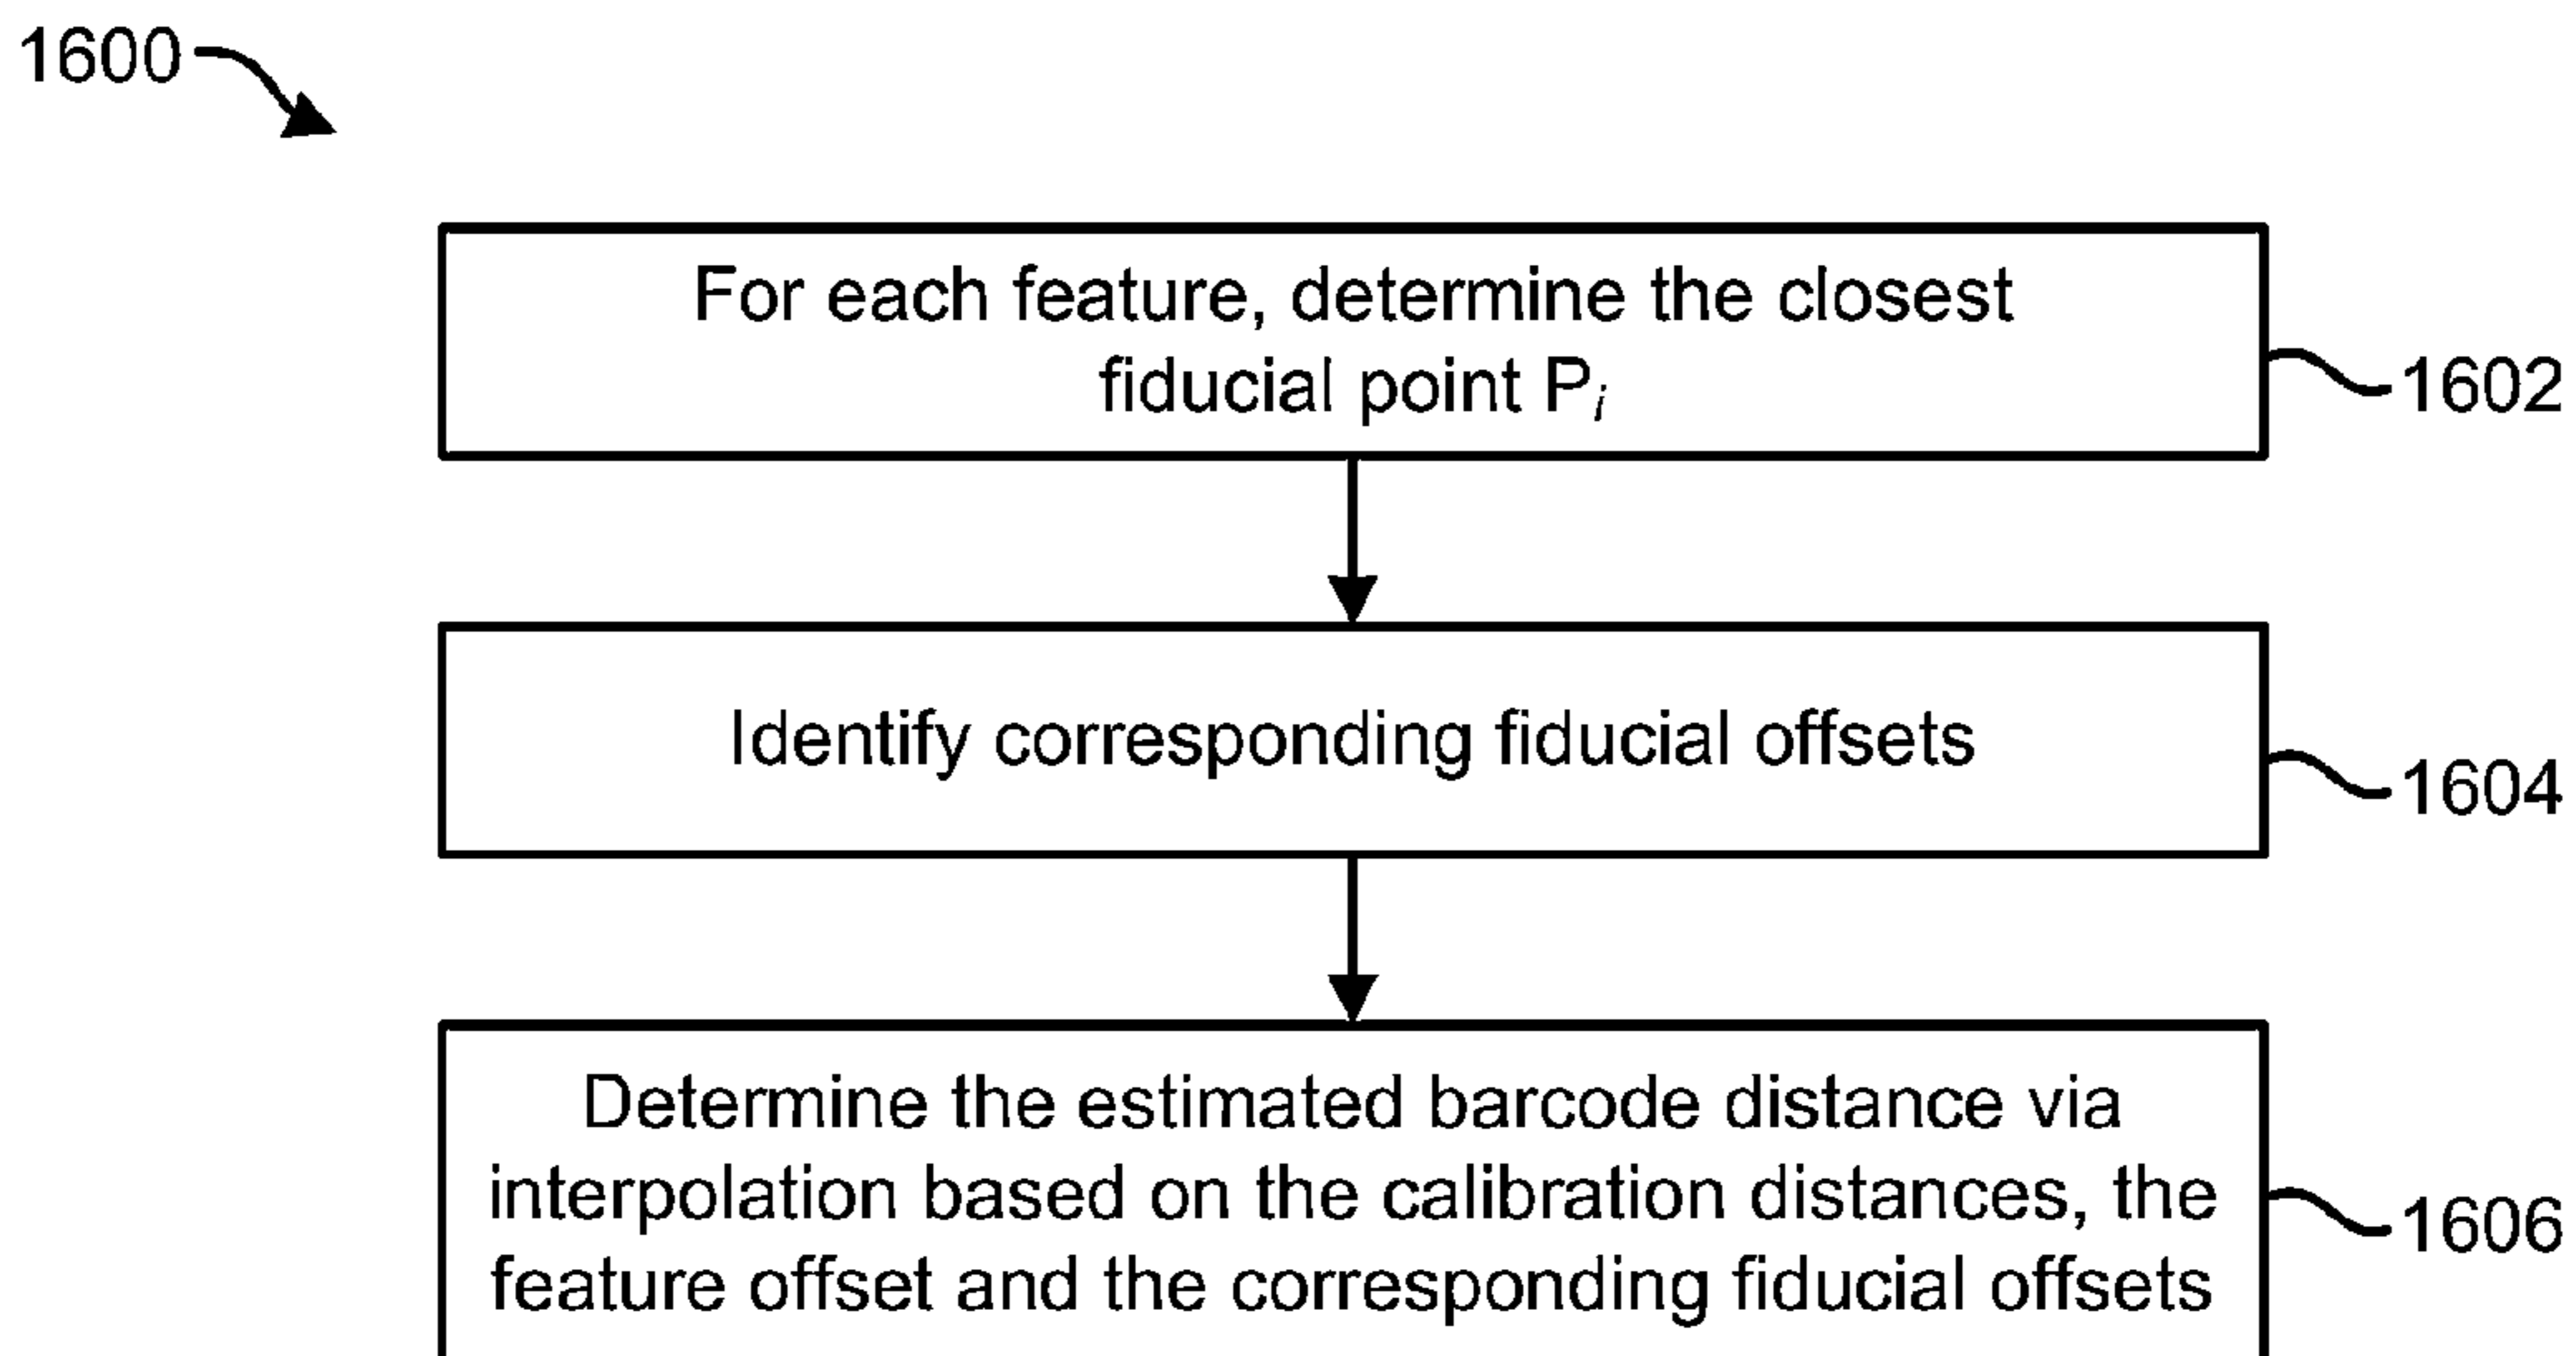 1600
For each feature, determine the closest
fiducial point Pᵢ
1602
Identify corresponding fiducial offsets
1604
Determine the estimated barcode distance via
interpolation based on the calibration distances, the
feature offset and the corresponding fiducial offsets
1606